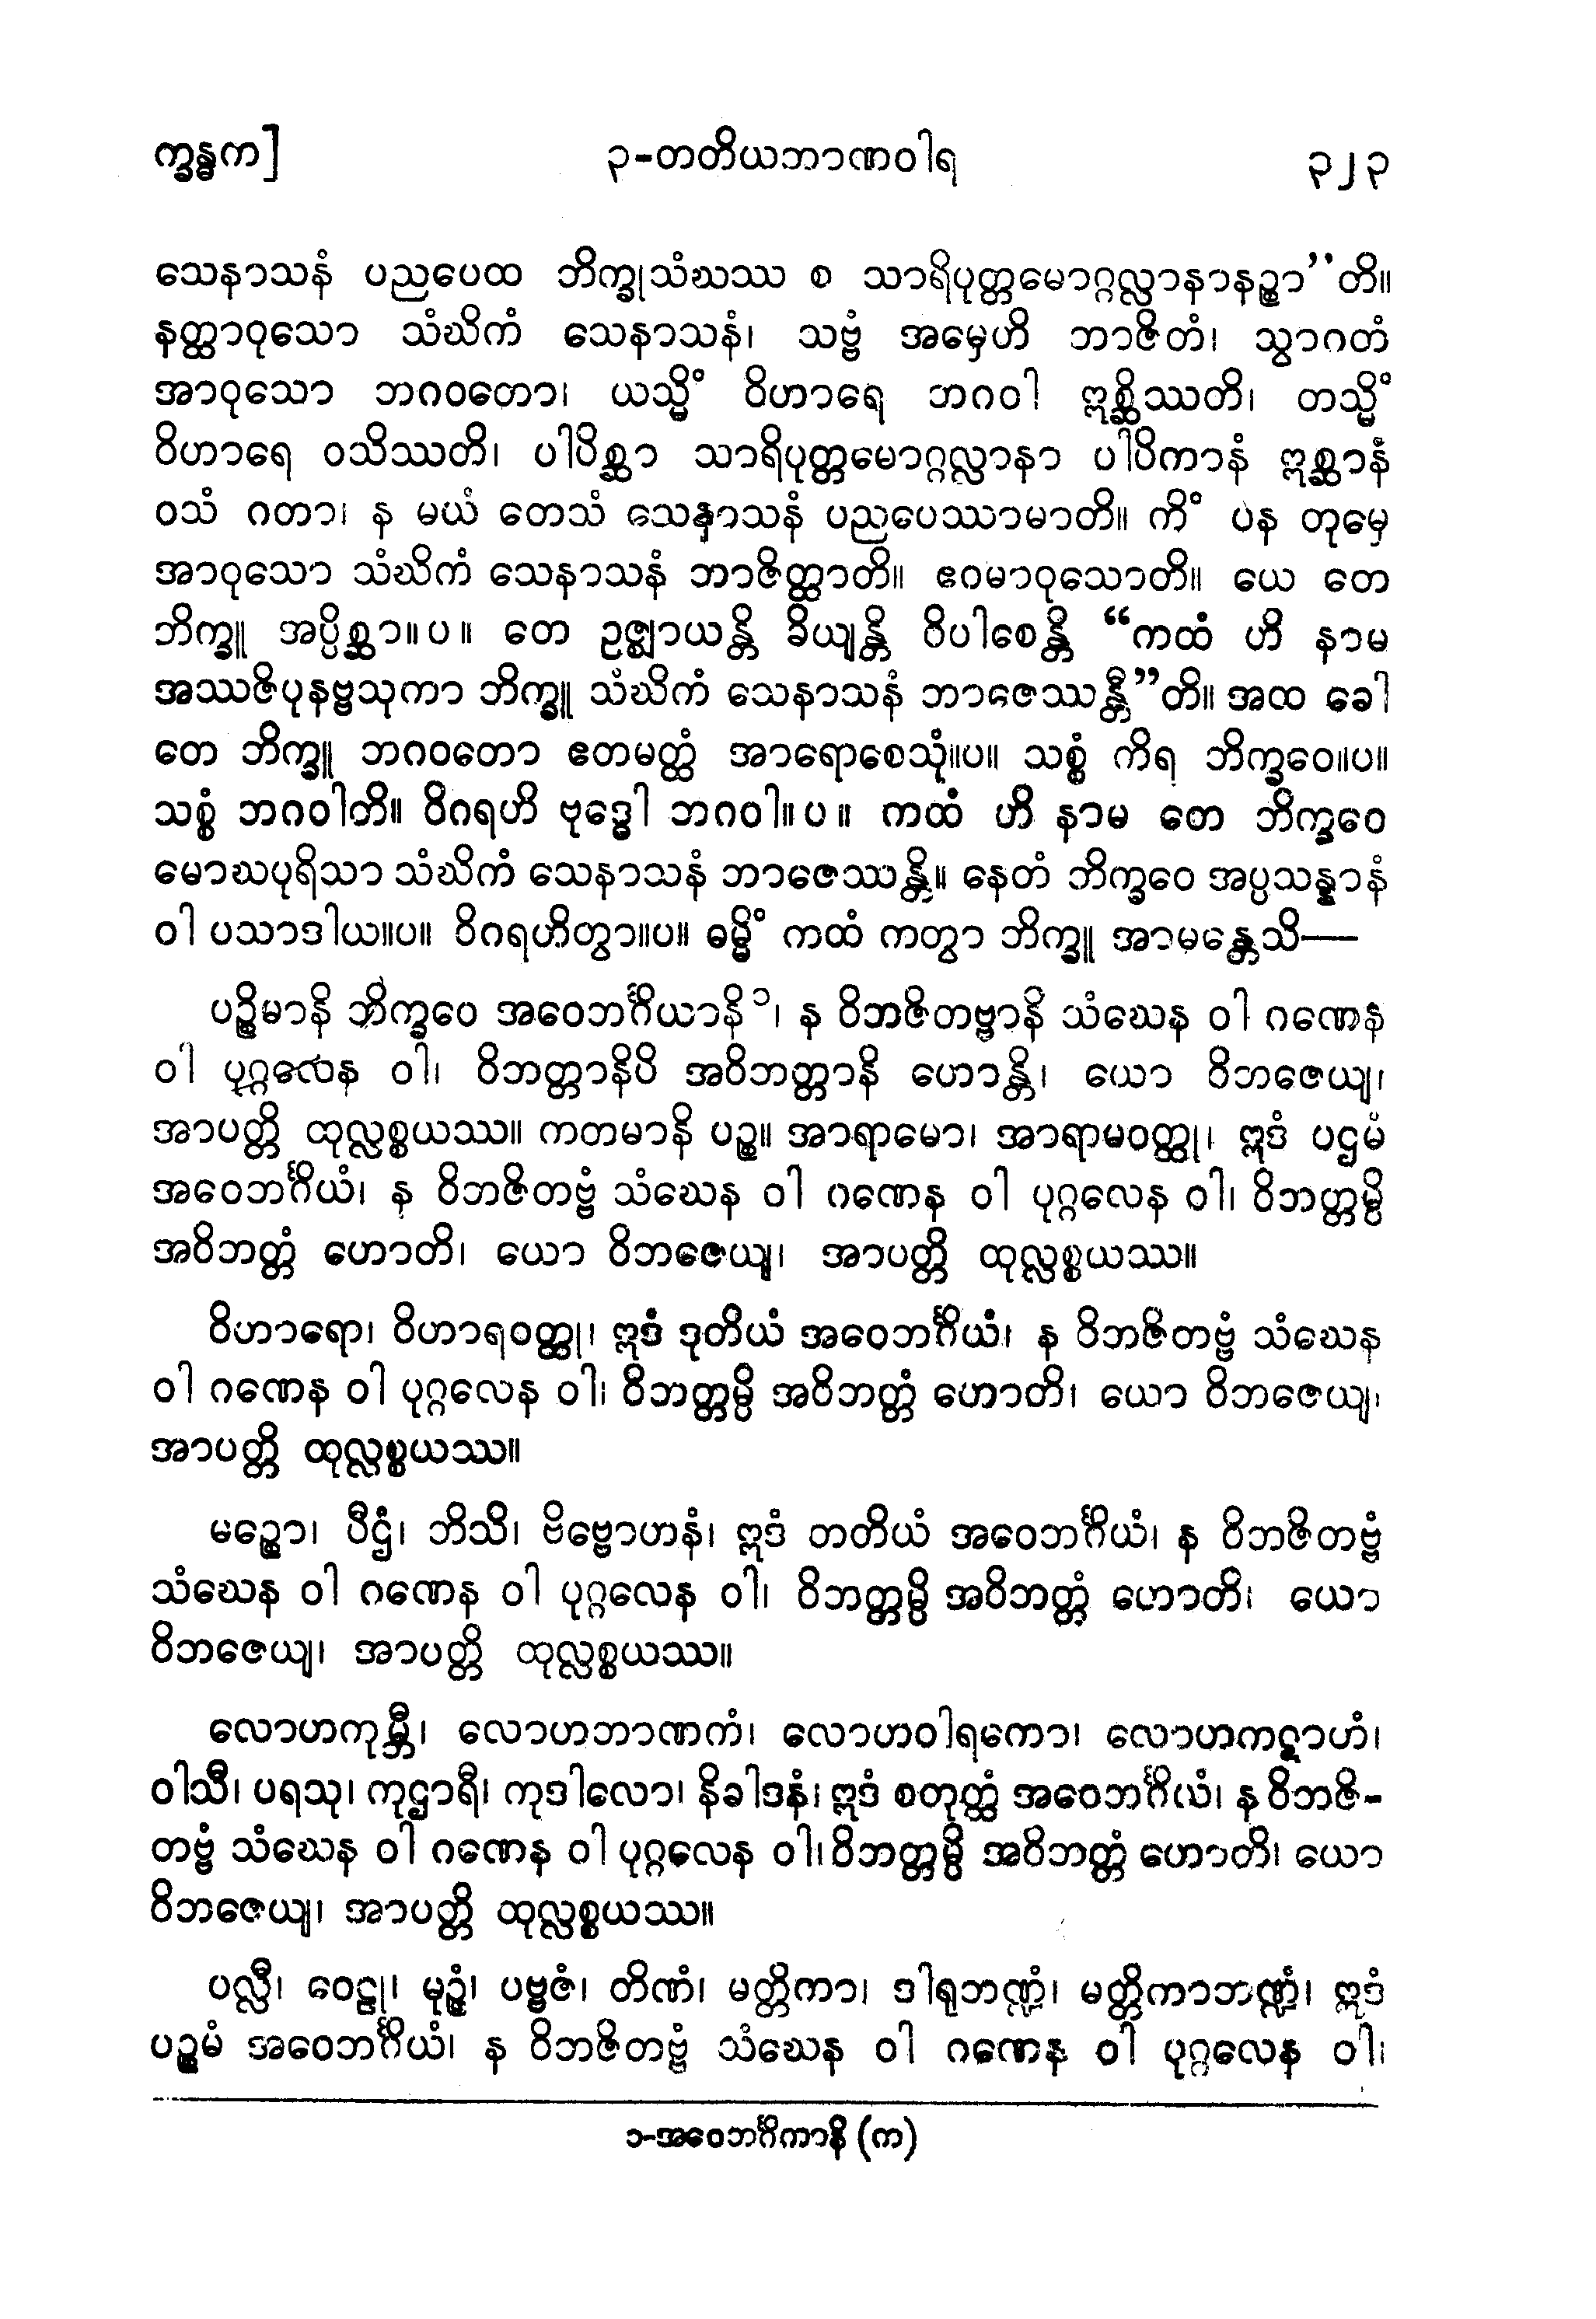 က္ခန္ဓက]
၃-တတိယဘာဏဝါရ
၃၂၃
သေနာသနံ ပညပေထ ဘိက္ခုသံဃဿ စ သာရိပုတ္တမောဂ္ဂလ္လာနာနဉ္စာ”တိ။
နတ္ထာဝုသော သံဃိကံ သေနာသနံ၊ သဗ္ဗံ အမှေဟိ ဘာဇိတံ၊ သွာဂတံ
အာဝုသော ဘဂဝတော၊ ယသ္မိံ ဝိဟာရေ ဘဂဝါ ဣစ္ဆိဿတိ၊ တသ္မိံ
ဝိဟာရေ ဝသိဿတိ၊ ပါပိစ္ဆာ သာရိပုတ္တမောဂ္ဂလ္လာနာ ပါပိကာနံ ဣစ္ဆာနံ
ဝသံ ဂတာ၊ န မယံ တေသံ သေနာသနံ ပညပေဿာမာတိ။ ကိံ ပန တုမှေ
အာဝုသော သံဃိကံ သေနာသနံ ဘာဇိတ္ထာတိ။ ဧဝမာဝုသောတိ။ ယေ တေ
ဘိက္ခူ အပ္ပိစ္ဆာ။ပ။ တေ ဥဇ္ဈာယန္တိ ခိယျန္တိ ဝိပါစေန္တိ “ကထံ ဟိ နာမ
အဿဇိပုနဗ္ဗသုကာ ဘိက္ခူ သံဃိကံ သေနာသနံ ဘာဇေဿန္တီ”တိ။ အထ ခေါ
တေ ဘိက္ခူ ဘဂဝတော ဧတမတ္ထံ အာရောစေသုံ။ပ။ သစ္စံ ကိရ ဘိက္ခဝေ။ပ။
သစ္စံ ဘဂဝါတိ။ ဝိဂရဟိ ဗုဒ္ဓေါ ဘဂဝါ။ပ။ ကထံ ဟိ နာမ တေ ဘိက္ခဝေ
မောဃပုရိသာ သံဃိကံ သေနာသနံ ဘာဇေဿန္တိ။ နေတံ ဘိက္ခဝေ အပ္ပသန္နာနံ
ဝါ ပသာဒါယ။ပ။ ဝိဂရဟိတွာ။ပ။ ဓမ္မိံ ကထံ ကတွာ ဘိက္ခူ အာမန္တေသိ—
ပဉ္စိမာနိ ဘိက္ခဝေ အဝေဘင်္ဂိယာနိ၁၊ န ဝိဘဇိတဗ္ဗာနိ သံဃေန ဝါ ဂဏေန
ဝါ ပုဂ္ဂလေန ဝါ၊ ဝိဘတ္တာနိပိ အဝိဘတ္တာနိ ဟောန္တိ၊ ယော ဝိဘဇေယျ၊
အာပတ္တိ ထုလ္လစ္စယဿ။ ကတမာနိ ပဉ္စ။ အာရာမော၊ အာရာမဝတ္ထု၊ ဣဒံ ပဌမံ
အဝေဘင်္ဂိယံ၊ န ဝိဘဇိတဗ္ဗံ သံဃေန ဝါ ဂဏေန ဝါ ပုဂ္ဂလေန ဝါ၊ ဝိဘတ္တမ္ပိ
အဝိဘတ္တံ ဟောတိ၊ ယော ဝိဘဇေယျ၊ အာပတ္တိ ထုလ္လစ္စယဿ။
ဝိဟာရော၊ ဝိဟာရဝတ္ထု၊ ဣဒံ ဒုတိယံ အဝေဘင်္ဂိယံ၊ န ဝိဘဇိတဗ္ဗံ သံဃေန
ဝါ ဂဏေန ဝါ ပုဂ္ဂလေန ဝါ၊ ဝိဘတ္တမ္ပိ အဝိဘတ္တံ ဟောတိ၊ ယော ဝိဘဇေယျ၊
အာပတ္တိ ထုလ္လစ္စယဿ။
မဉ္စော၊ ပီဌံ၊ ဘိသိ၊ ဗိဗ္ဗောဟနံ၊ ဣဒံ တတိယံ အဝေဘင်္ဂိယံ၊ န ဝိဘဇိတဗ္ဗံ
သံဃေန ဝါ ဂဏေန ဝါ ပုဂ္ဂလေန ဝါ၊ ဝိဘတ္တမ္ပိ အဝိဘတ္တံ ဟောတိ၊ ယော
ဝိဘဇေယျ၊ အာပတ္တိ ထုလ္လစ္စယဿ။
လောဟကုမ္ဘီ၊ လောဟဘာဏကံ၊ လောဟဝါရကော၊ လောဟကဋာဟံ၊
ဝါသီ၊ ပရသု၊ ကုဌာရီ၊ ကုဒါလော၊ နိခါဒနံ၊ ဣဒံ စတုတ္ထံ အဝေဘင်္ဂိယံ၊ န ဝိဘဇိ-
တဗ္ဗံ သံဃေန ဝါ ဂဏေန ဝါ ပုဂ္ဂလေန ဝါ၊ ဝိဘတ္တမ္ပိ အဝိဘတ္တံ ဟောတိ၊ ယော
ဝိဘဇေယျ၊ အာပတ္တိ ထုလ္လစ္စယဿ။
ပလ္လီ၊ ဝေဠု၊ မုဉ္ဇံ၊ ပဗ္ဗဇံ၊ တိဏံ၊ မတ္တိကာ၊ ဒါရုဘဏ္ဍံ၊ မတ္တိကာဘဏ္ဍံ၊ ဣဒံ
ပဉ္စမံ အဝေဘင်္ဂိယံ၊ န ဝိဘဇိတဗ္ဗံ သံဃေန ဝါ ဂဏေန ဝါ ပုဂ္ဂလေန ဝါ၊
၁-အဝေဘင်္ဂိကာနိ (က)